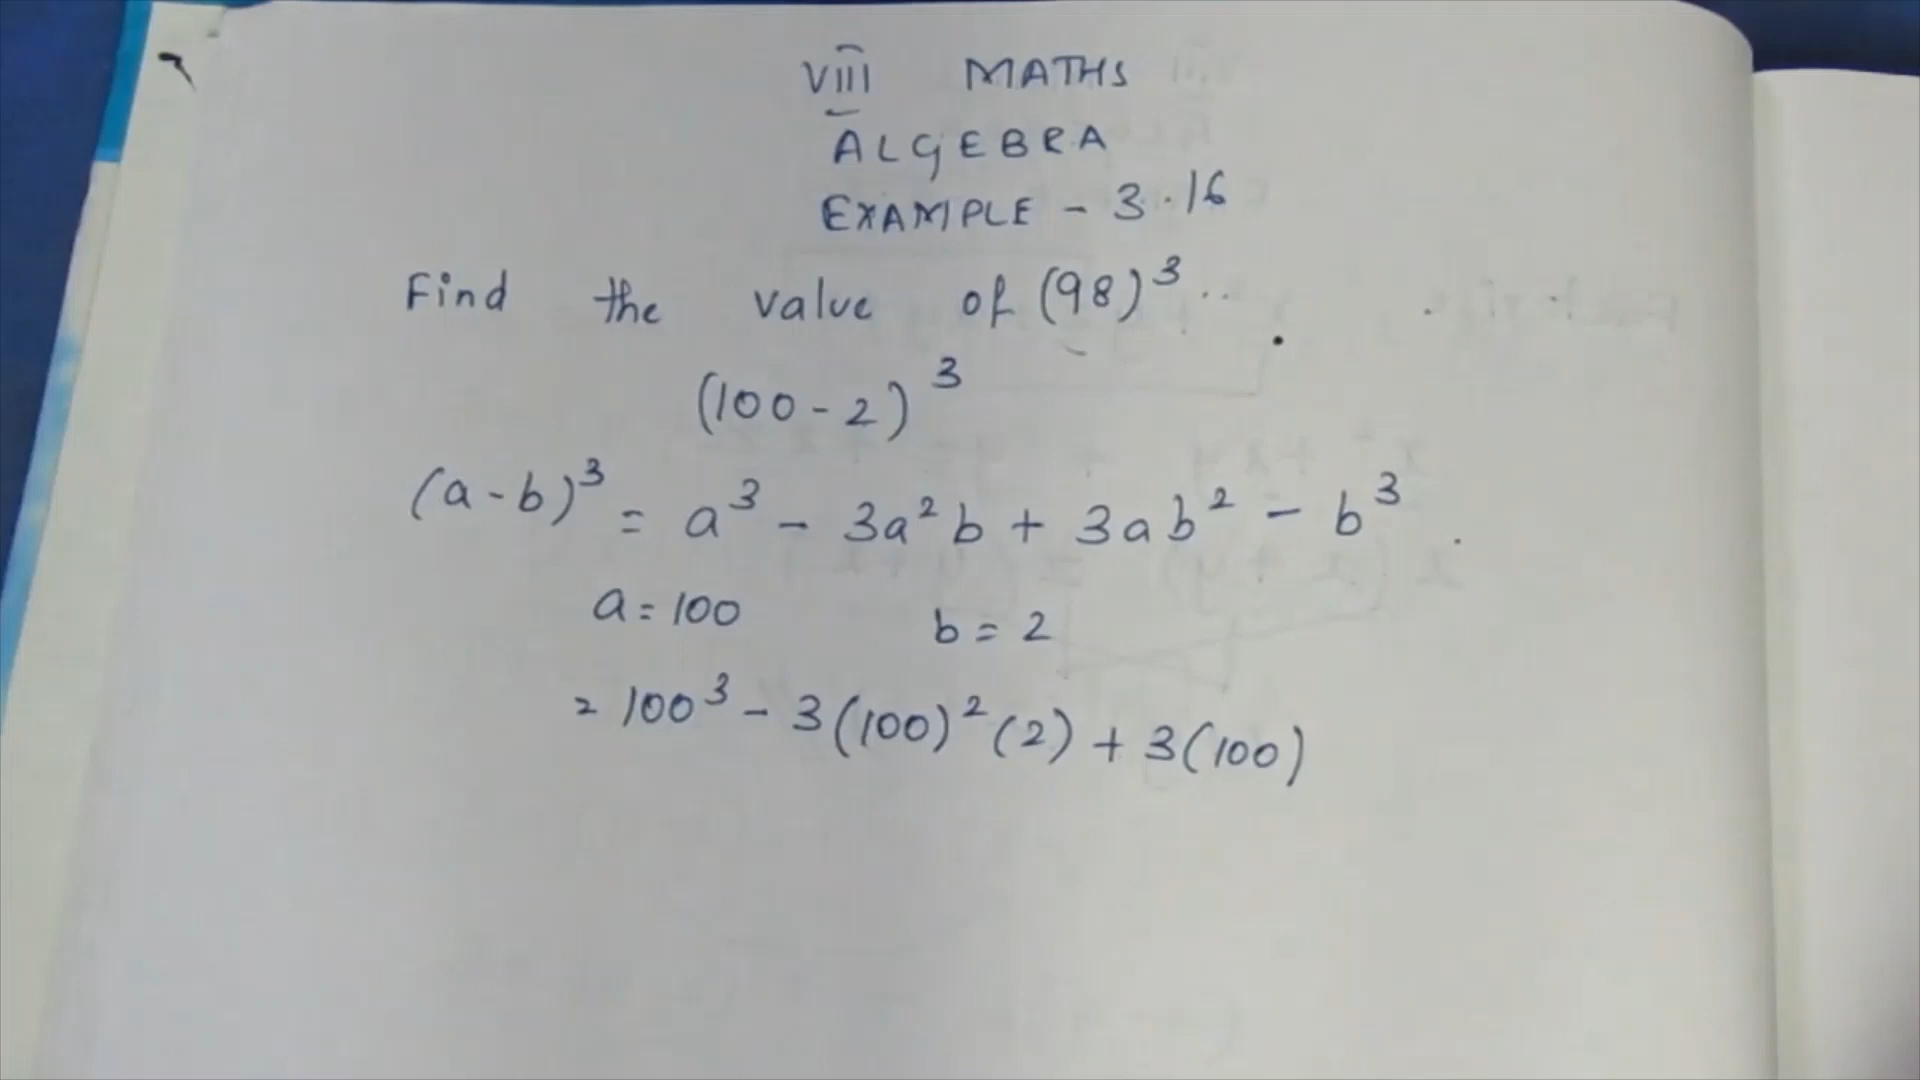 VIII MATHS
ALGEBRA
EXAMPLE - 3.16
Find the value of (98)³..
(100-2)³
(a-b)³ = a³ - 3a²b + 3ab² - b³
a = 100 b = 2
= 100³ - 3(100)²(2) + 3(100)